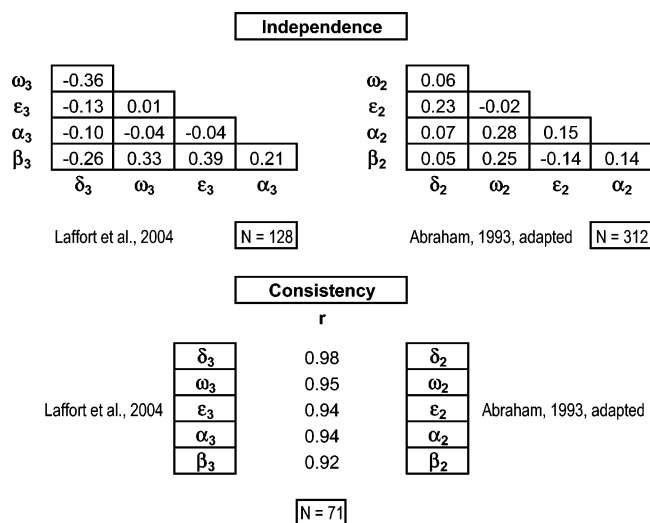 Independence
ω3 -0.36
ε3 -0.13 0.01
α3 -0.10 -0.04 -0.04
β3 -0.26 0.33 0.39 0.21
δ3 ω3 ε3 α3
Laffort et al., 2004 N = 128
ω2 0.06
ε2 0.23 -0.02
α2 0.07 0.28 0.15
β2 0.05 0.25 -0.14 0.14
δ2 ω2 ε2 α2
Abraham, 1993, adapted N = 312
Consistency
r
δ3 0.98 δ2
ω3 0.95 ω2
Laffort et al., 2004 ε3 0.94 ε2 Abraham, 1993, adapted
α3 0.94 α2
β3 0.92 β2
N = 71